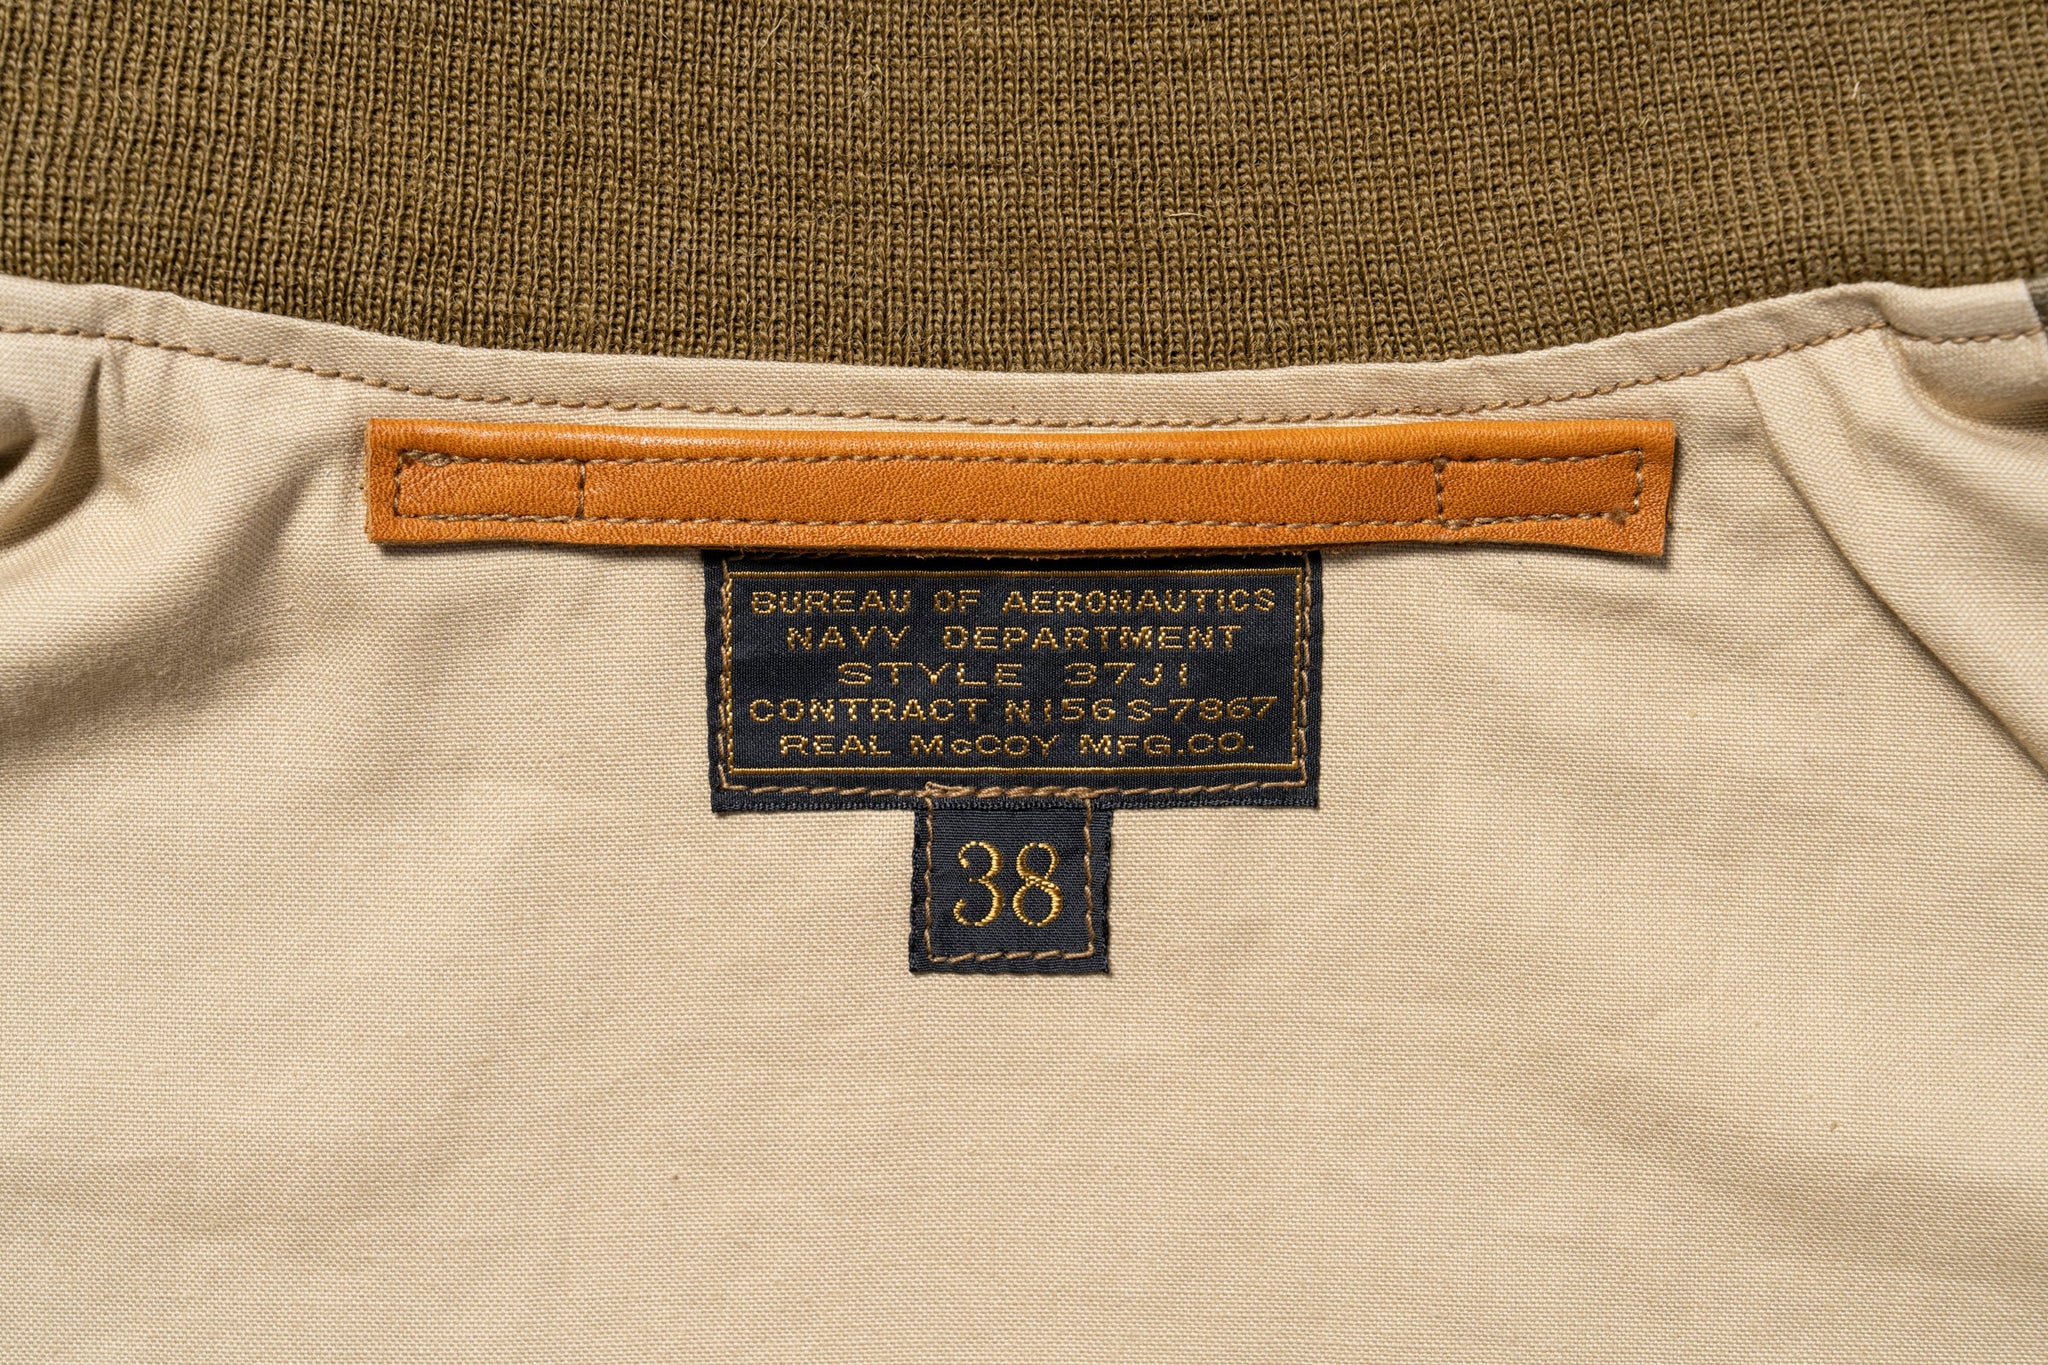 BUREAU OF AERONAUTICS
NAVY DEPARTMENT
STYLE 37J1
CONTRACT N156S-7867
REAL McCOY MFG.CO.
38